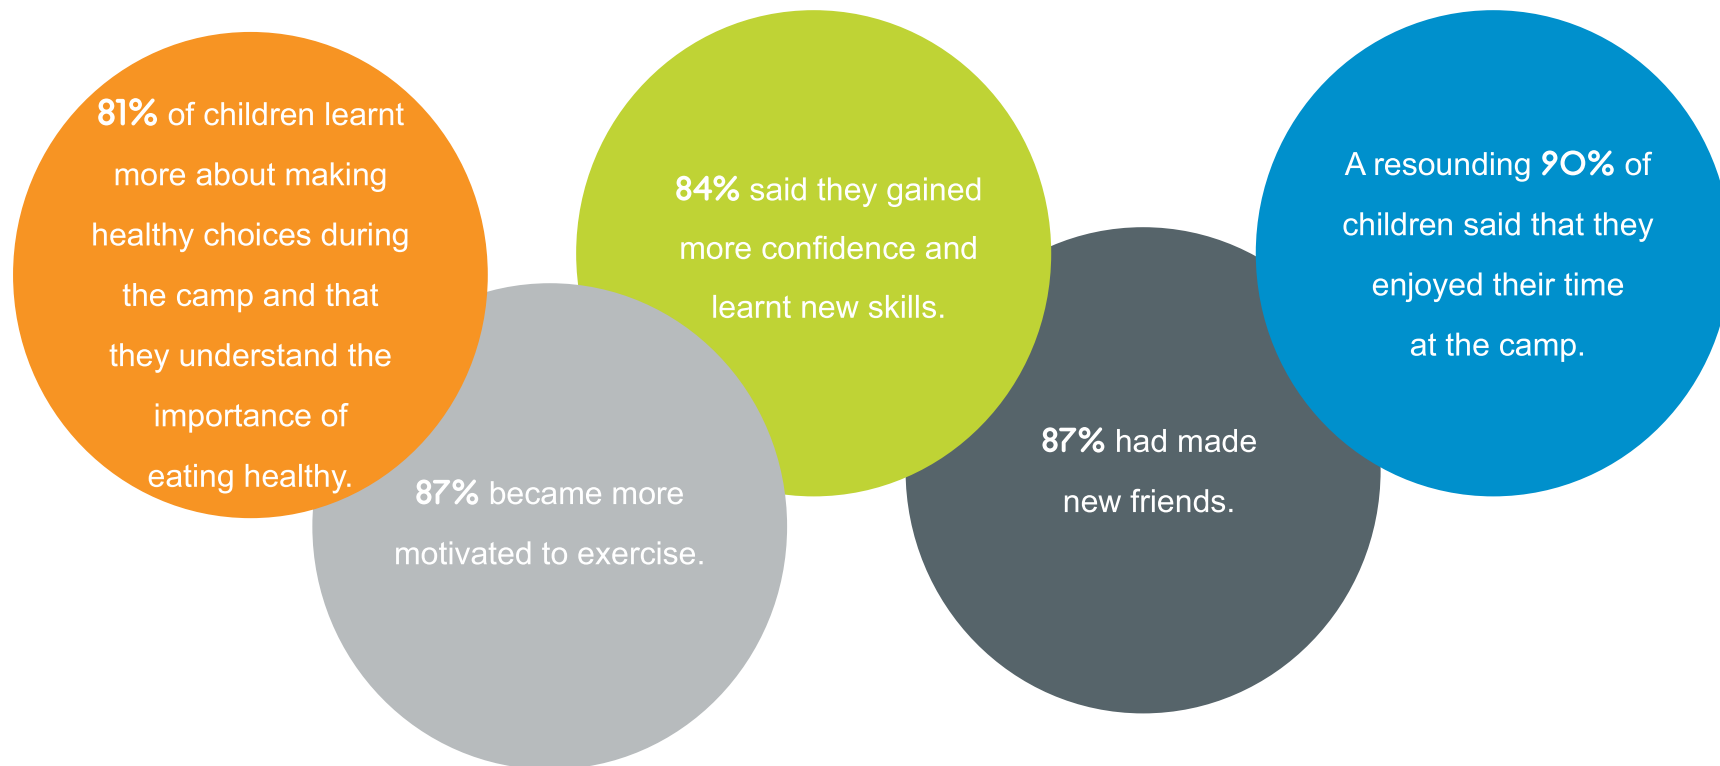 81% of children learnt
more about making
healthy choices during
the camp and that
they understand the
importance of
eating healthy.
87% became more
motivated to exercise.
84% said they gained
more confidence and
learnt new skills.
87% had made
new friends.
A resounding 90% of
children said that they
enjoyed their time
at the camp.